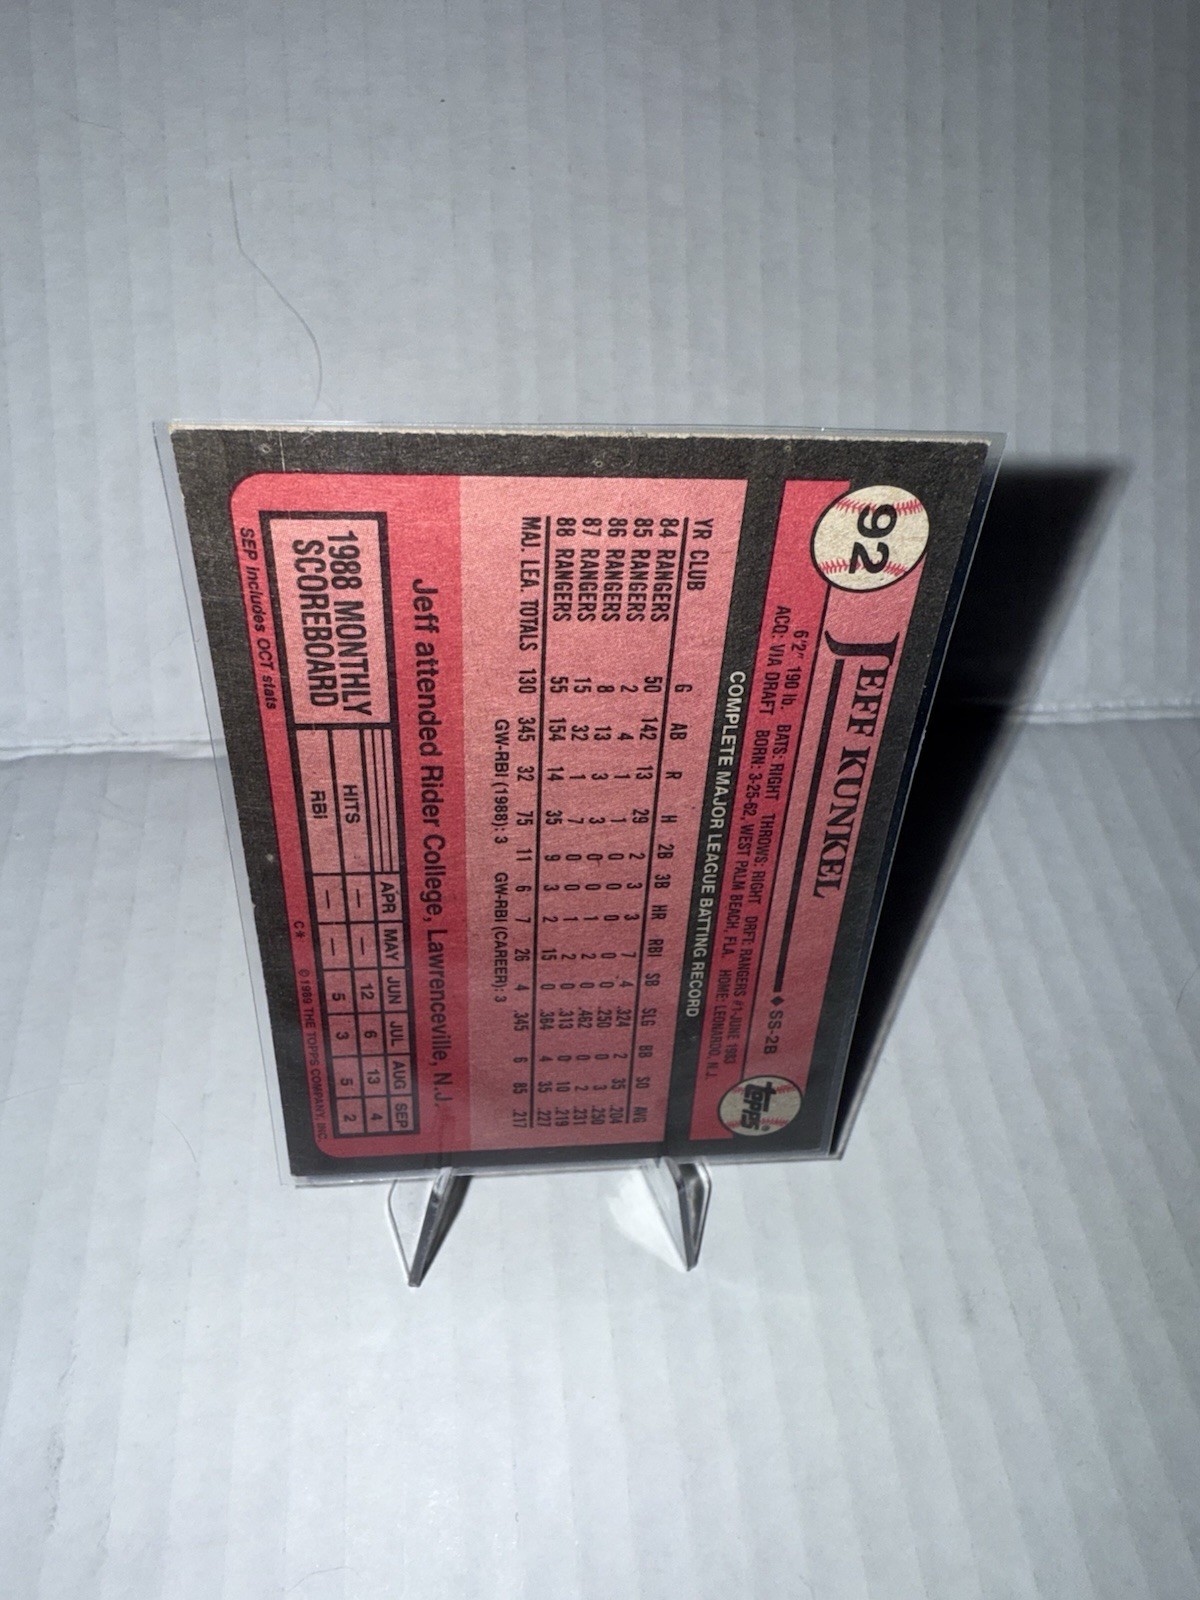 92
JEFF KUNKEL
♦ SS-2B
TOPPS®
6'2" 190 lb. BATS: RIGHT THROWS: RIGHT DRFT: RANGERS #1-JUNE 1983
ACQ: VIA DRAFT BORN: 3-25-62, WEST PALM BEACH, FLA. HOME: LEONARDO, N.J.
COMPLETE MAJOR LEAGUE BATTING RECORD
YR CLUB G AB R H 2B 3B HR RBI SB SLG BB SO AVG
84 RANGERS 50 142 13 29 2 3 3 7 4 .324 2 35 .204
85 RANGERS 2 4 1 1 0 0 0 0 0 .250 0 3 .250
86 RANGERS 8 13 3 3 0 0 1 2 0 .462 0 2 .231
87 RANGERS 15 32 1 7 0 0 1 2 0 .313 0 10 .219
88 RANGERS 55 154 14 35 9 3 2 15 0 .364 4 35 .227
MAJ. LEA. TOTALS 130 345 32 75 11 6 7 26 4 .345 6 85 .217
GW-RBI (1988): 3 GW-RBI (CAREER): 3
Jeff attended Rider College, Lawrenceville, N.J.
1988 MONTHLY
SCOREBOARD
APR MAY JUN JUL AUG SEP
HITS — — 12 6 13 4
RBI — — 5 3 5 2
SEP includes OCT stats
C* © 1989 THE TOPPS COMPANY, INC.